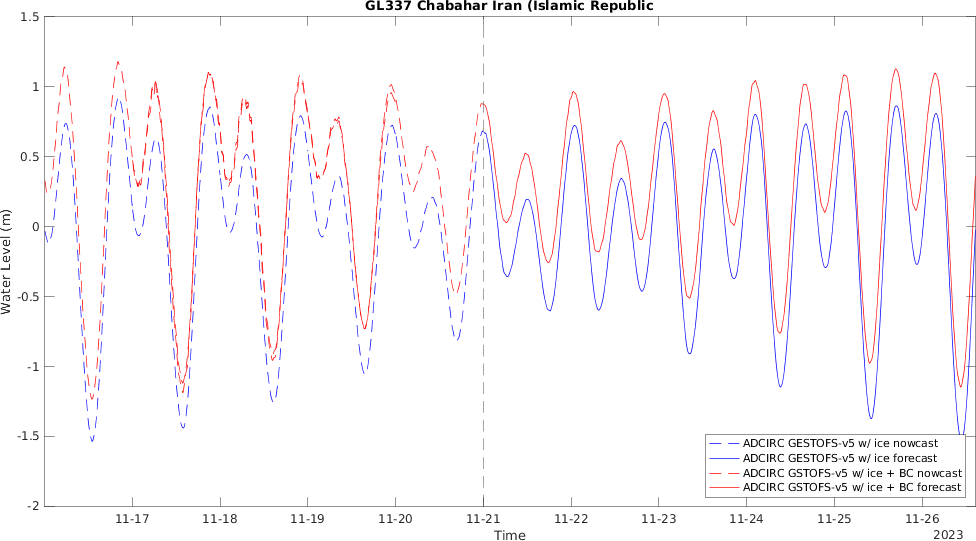 GL337 Chabahar Iran (Islamic Republic
1.5
1
0.5
0
-0.5
-1
-1.5
-2
Water Level (m)
11-17 11-18 11-19 11-20 11-21 11-22 11-23 11-24 11-25 11-26
Time
2023
ADCIRC GESTOFS-v5 w/ ice nowcast
ADCIRC GESTOFS-v5 w/ ice forecast
ADCIRC GSTOFS-v5 w/ ice + BC nowcast
ADCIRC GSTOFS-v5 w/ ice + BC forecast